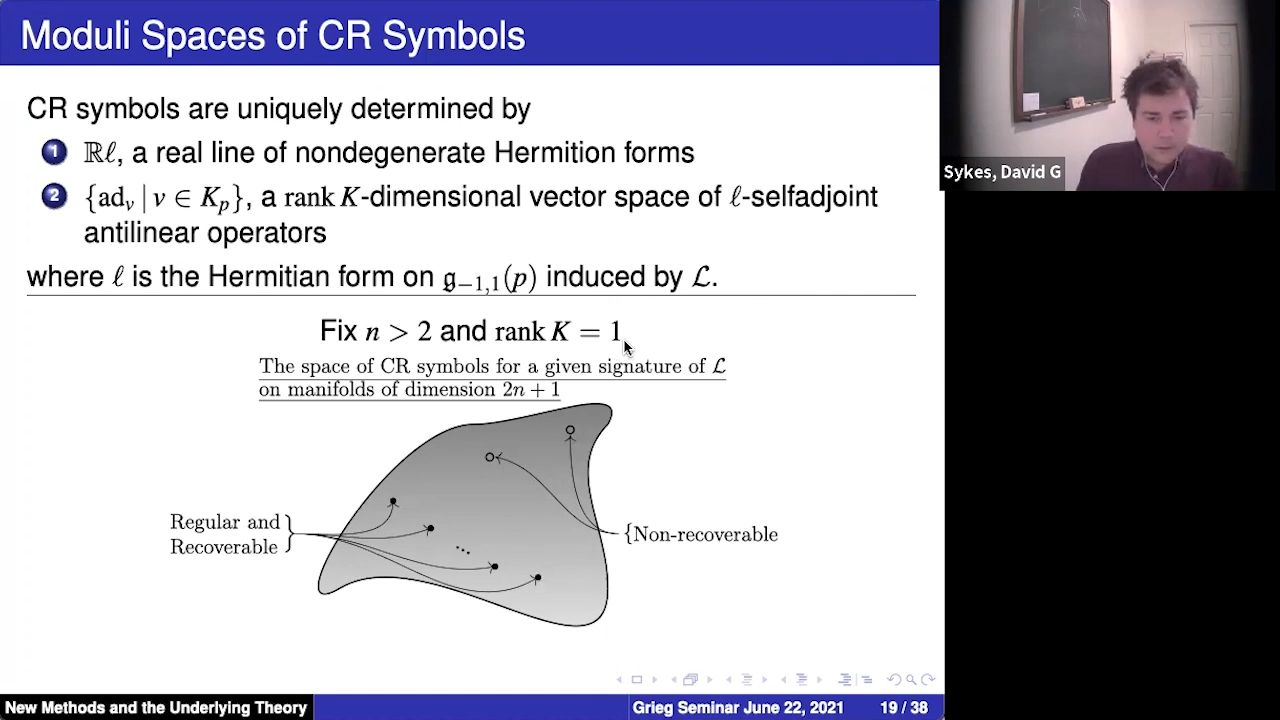 Moduli Spaces of CR Symbols
CR symbols are uniquely determined by
1 ℝℓ, a real line of nondegenerate Hermition forms
2 {ad_v | v ∈ K_p}, a rank K-dimensional vector space of ℓ-selfadjoint
antilinear operators
where ℓ is the Hermitian form on 𝔤_{−1,1}(p) induced by ℒ.
Fix n > 2 and rank K = 1
The space of CR symbols for a given signature of ℒ
on manifolds of dimension 2n + 1
Regular and
Recoverable
{Non-recoverable
Sykes, David G
New Methods and the Underlying Theory
Grieg Seminar June 22, 2021
19 / 38